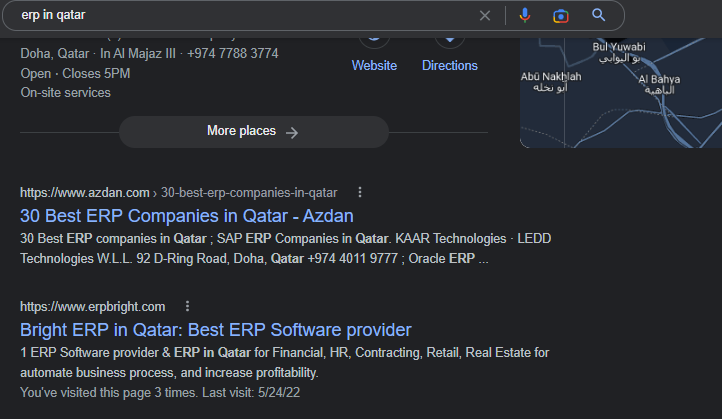 erp in qatar
Doha, Qatar · In Al Majaz III · +974 7788 3774
Open · Closes 5PM
On-site services
Website
Directions
Bul Yuwabi
بو اليوابي
Abū Nakhlah
أبو نخله
Al Bahya
الباهية
More places →
https://www.azdan.com › 30-best-erp-companies-in-qatar
30 Best ERP Companies in Qatar - Azdan
30 Best ERP companies in Qatar ; SAP ERP Companies in Qatar. KAAR Technologies · LEDD
Technologies W.L.L. 92 D-Ring Road, Doha, Qatar +974 4011 9777 ; Oracle ERP ...
https://www.erpbright.com
Bright ERP in Qatar: Best ERP Software provider
1 ERP Software provider & ERP in Qatar for Financial, HR, Contracting, Retail, Real Estate for
automate business process, and increase profitability.
You've visited this page 3 times. Last visit: 5/24/22